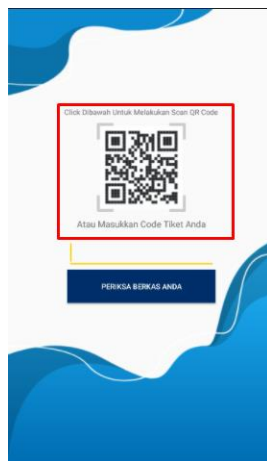 Click Dibawah Untuk Melakukan Scan QR Code
Atau Masukkan Code Tiket Anda
PERIKSA BERKAS ANDA